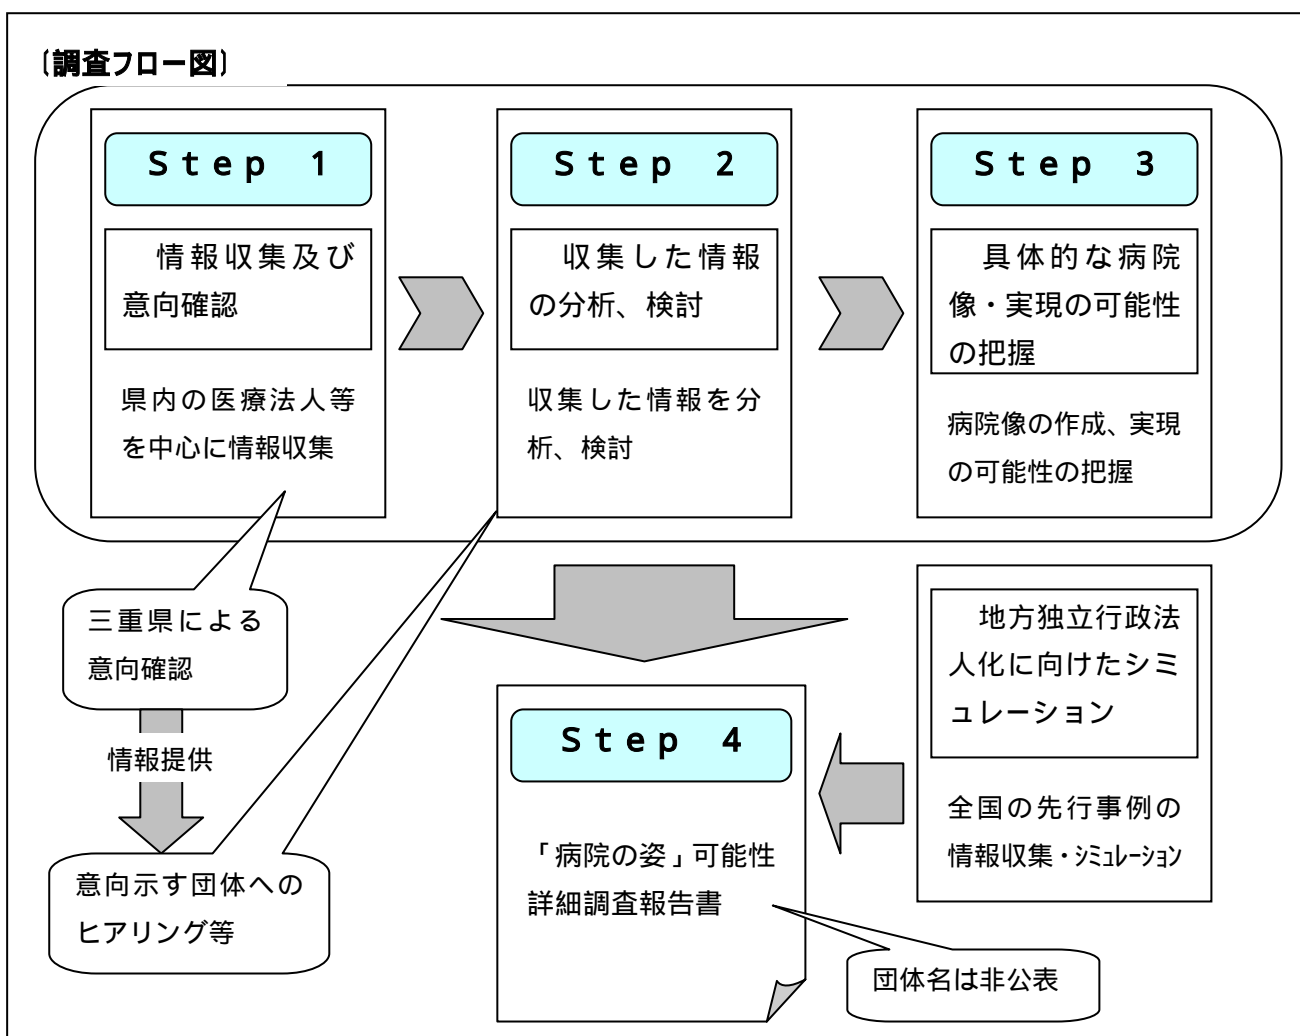 〔調査フロー図〕
Step 1
情報収集及び
意向確認
県内の医療法人等
を中心に情報収集
Step 2
収集した情報
の分析、検討
収集した情報を分
析、検討
Step 3
具体的な病院
像・実現の可能性
の把握
病院像の作成、実現
の可能性の把握
三重県による
意向確認
情報提供
意向示す団体への
ヒアリング等
Step 4
「病院の姿」可能性
詳細調査報告書
地方独立行政法
人化に向けたシミ
ュレーション
全国の先行事例の
情報収集・シミュレーション
団体名は非公表